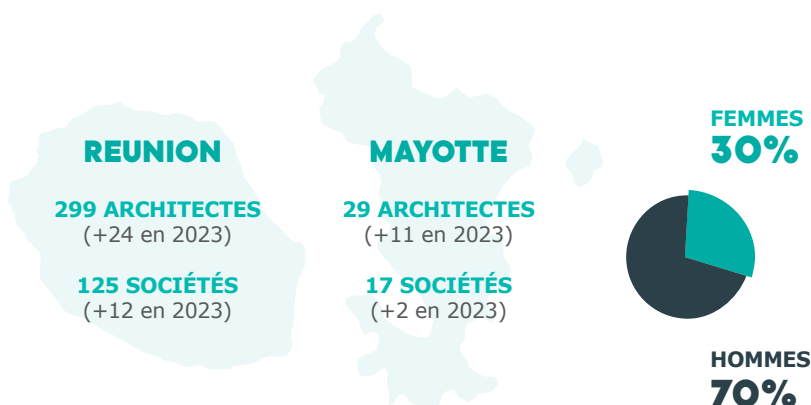 REUNION
299 ARCHITECTES
(+24 en 2023)
125 SOCIÉTÉS
(+12 en 2023)
MAYOTTE
29 ARCHITECTES
(+11 en 2023)
17 SOCIÉTÉS
(+2 en 2023)
FEMMES
30%
HOMMES
70%